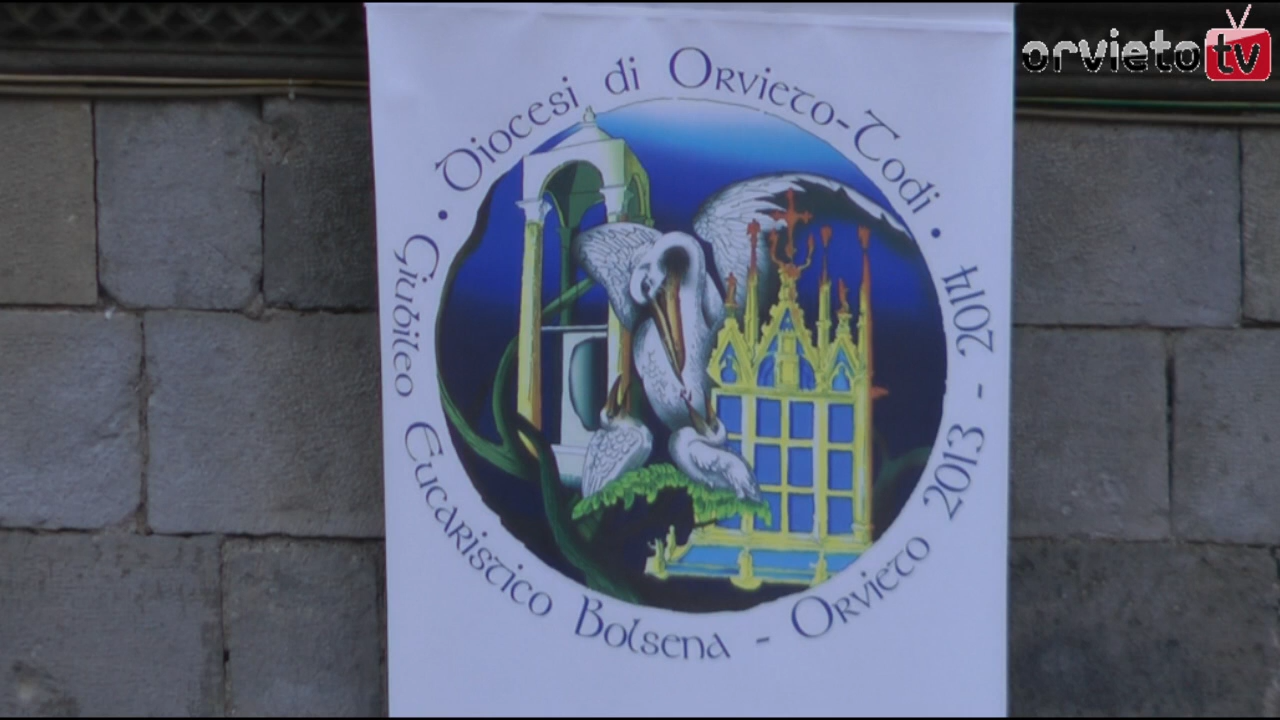 orvieto tv
Diocesi di Orvieto-Todi
Giubileo Eucaristico Bolsena - Orvieto 2013 - 2014